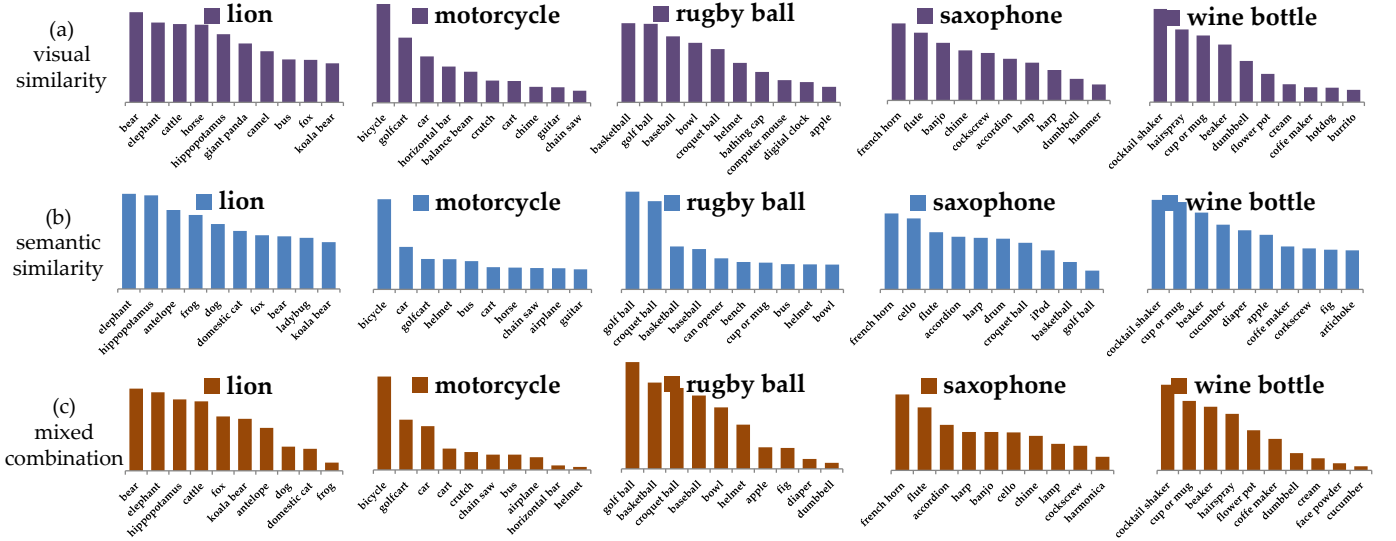 (a)
visual
similarity
lion
bear
elephant
cattle
horse
hippopotamus
giant panda
camel
bus
fox
koala bear
motorcycle
bicycle
golfcart
car
horizontal bar
balance beam
crutch
cart
chime
guitar
chain saw
rugby ball
basketball
golf ball
baseball
bowl
croquet ball
helmet
bathing cap
computer mouse
digital clock
apple
saxophone
french horn
flute
banjo
chime
cockscrew
accordion
lamp
harp
dumbbell
hammer
wine bottle
cocktail shaker
hairspray
cup or mug
beaker
dumbbell
flower pot
cream
coffe maker
hotdog
burrito
(b)
semantic
similarity
lion
elephant
hippopotamus
antelope
frog
dog
domestic cat
fox
bear
ladybug
koala bear
motorcycle
bicycle
car
golfcart
helmet
bus
cart
horse
chain saw
airplane
guitar
rugby ball
golf ball
croquet ball
basketball
baseball
can opener
bench
cup or mug
bus
helmet
bowl
saxophone
french horn
cello
flute
accordion
harp
drum
croquet ball
iPod
basketball
golf ball
wine bottle
cocktail shaker
cup or mug
beaker
cucumber
diaper
apple
coffe maker
corkscrew
fig
artichoke
(c)
mixed
combination
lion
bear
elephant
hippopotamus
cattle
fox
koala bear
antelope
dog
domestic cat
frog
motorcycle
bicycle
golfcart
car
cart
crutch
chain saw
bus
airplane
horizontal bar
helmet
rugby ball
golf ball
basketball
croquet ball
baseball
bowl
helmet
apple
fig
diaper
dumbbell
saxophone
french horn
flute
accordion
harp
banjo
cello
chime
lamp
cockscrew
harmonica
wine bottle
cocktail shaker
cup or mug
beaker
hairspray
flower pot
coffe maker
dumbbell
cream
face powder
cucumber